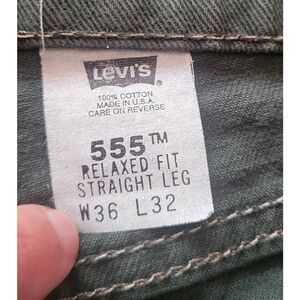 LEVI'S
100% COTTON
MADE IN U.S.A.
CARE ON REVERSE
555™
RELAXED FIT
STRAIGHT LEG
W36 L32